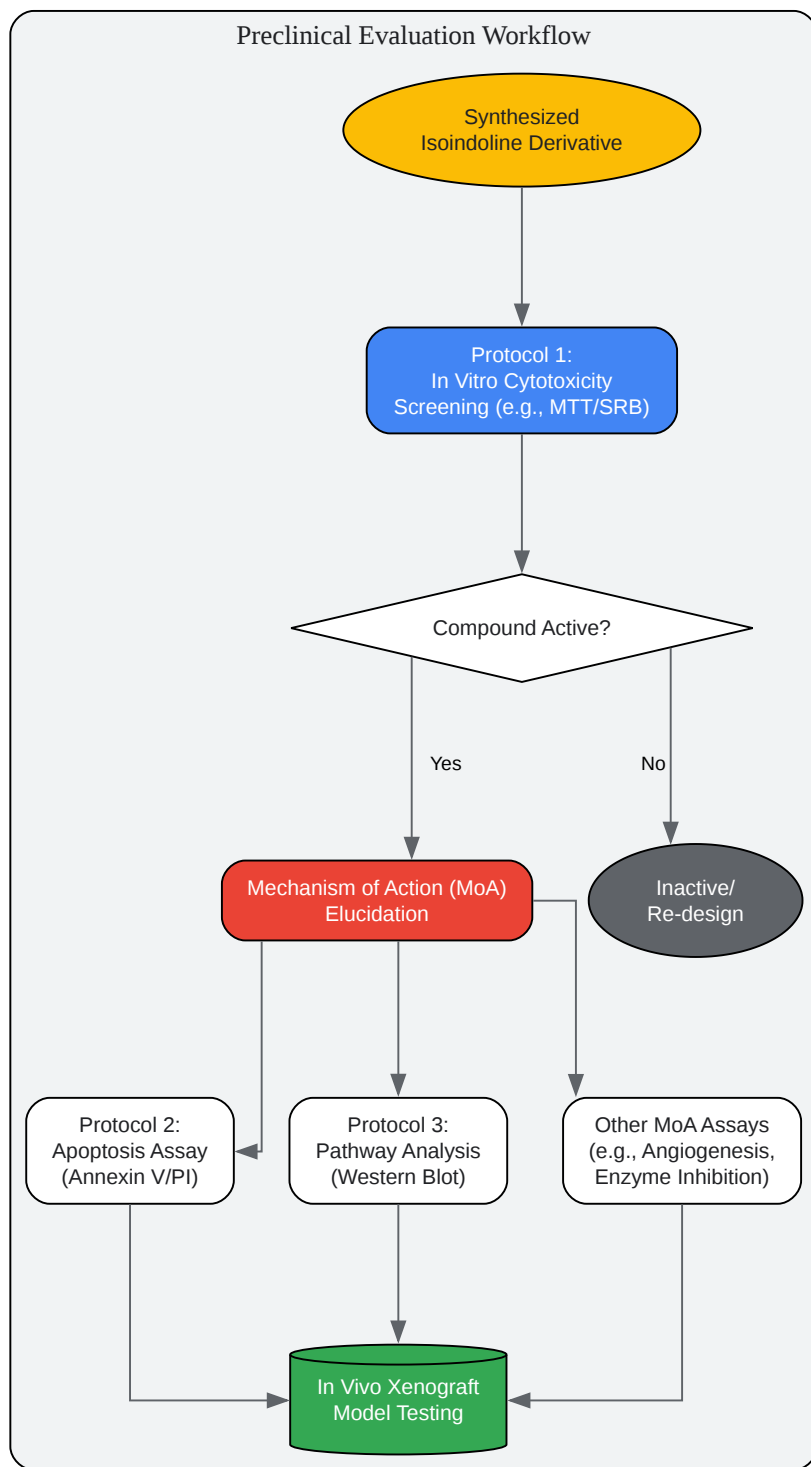 Preclinical Evaluation Workflow
Synthesized
Isoindoline Derivative
Protocol 1:
In Vitro Cytotoxicity
Screening (e.g., MTT/SRB)
Compound Active?
Yes
No
Mechanism of Action (MoA)
Elucidation
Inactive/
Re-design
Protocol 2:
Apoptosis Assay
(Annexin V/PI)
Protocol 3:
Pathway Analysis
(Western Blot)
Other MoA Assays
(e.g., Angiogenesis,
Enzyme Inhibition)
In Vivo Xenograft
Model Testing